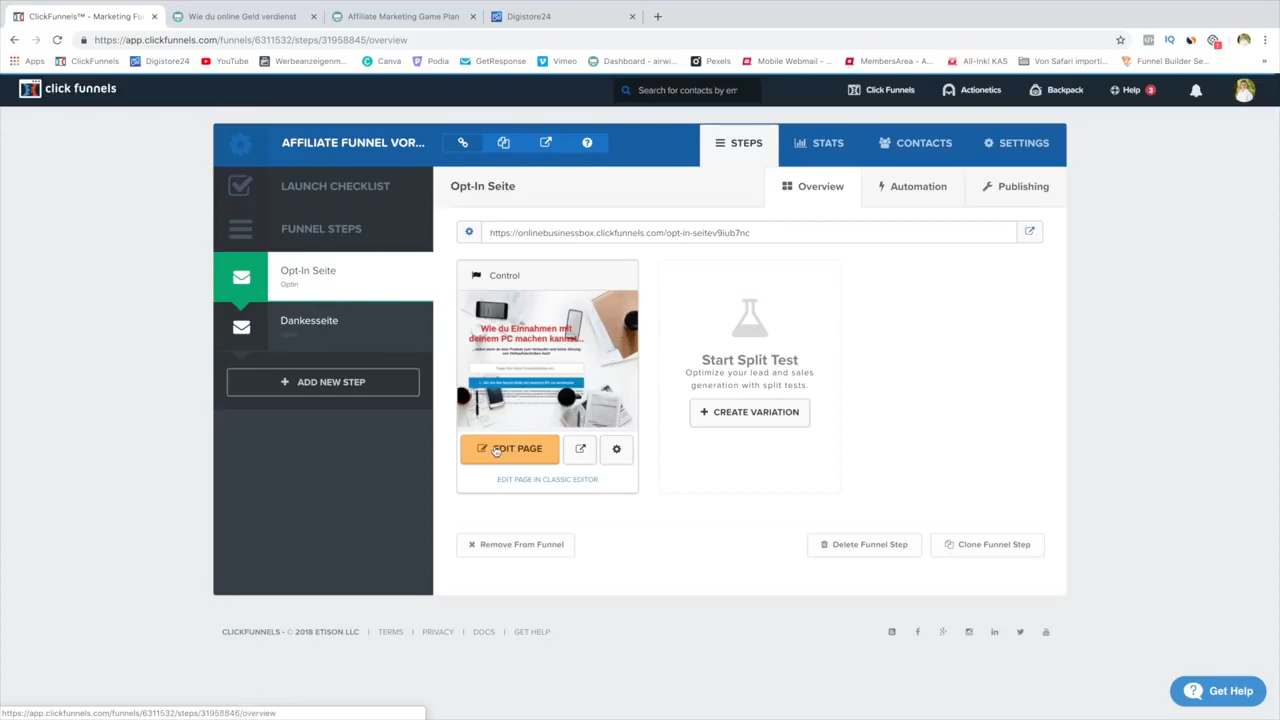 ClickFunnels™ - Marketing Fu
Wie du online Geld verdienst
Affiliate Marketing Game Plan
Digistore24
https://app.clickfunnels.com/funnels/6311532/steps/31958845/overview
Apps
ClickFunnels
Digistore24
YouTube
Werbeanzeigenm...
Canva
Podia
GetResponse
Vimeo
Dashboard - airwi...
Pexels
Mobile Webmail - ...
MembersArea - A...
All-Inkl KAS
Von Safari importi...
Funnel Builder Se...
click funnels
Search for contacts by em
Click Funnels
Actionetics
Backpack
Help 3
AFFILIATE FUNNEL VOR...
STEPS
STATS
CONTACTS
SETTINGS
LAUNCH CHECKLIST
FUNNEL STEPS
Opt-In Seite
Optin
Dankesseite
ADD NEW STEP
Opt-In Seite
Overview
Automation
Publishing
https://onlinebusinessbox.clickfunnels.com/opt-in-seitev9iub7nc
Control
Wie du Einnahmen mit
deinem PC machen kannst...
EDIT PAGE
EDIT PAGE IN CLASSIC EDITOR
Start Split Test
Optimize your lead and sales
generation with split tests.
CREATE VARIATION
Remove From Funnel
Delete Funnel Step
Clone Funnel Step
CLICKFUNNELS - © 2018 ETISON LLC | TERMS | PRIVACY | DOCS | GET HELP
Get Help
https://app.clickfunnels.com/funnels/6311532/steps/31958846/overview